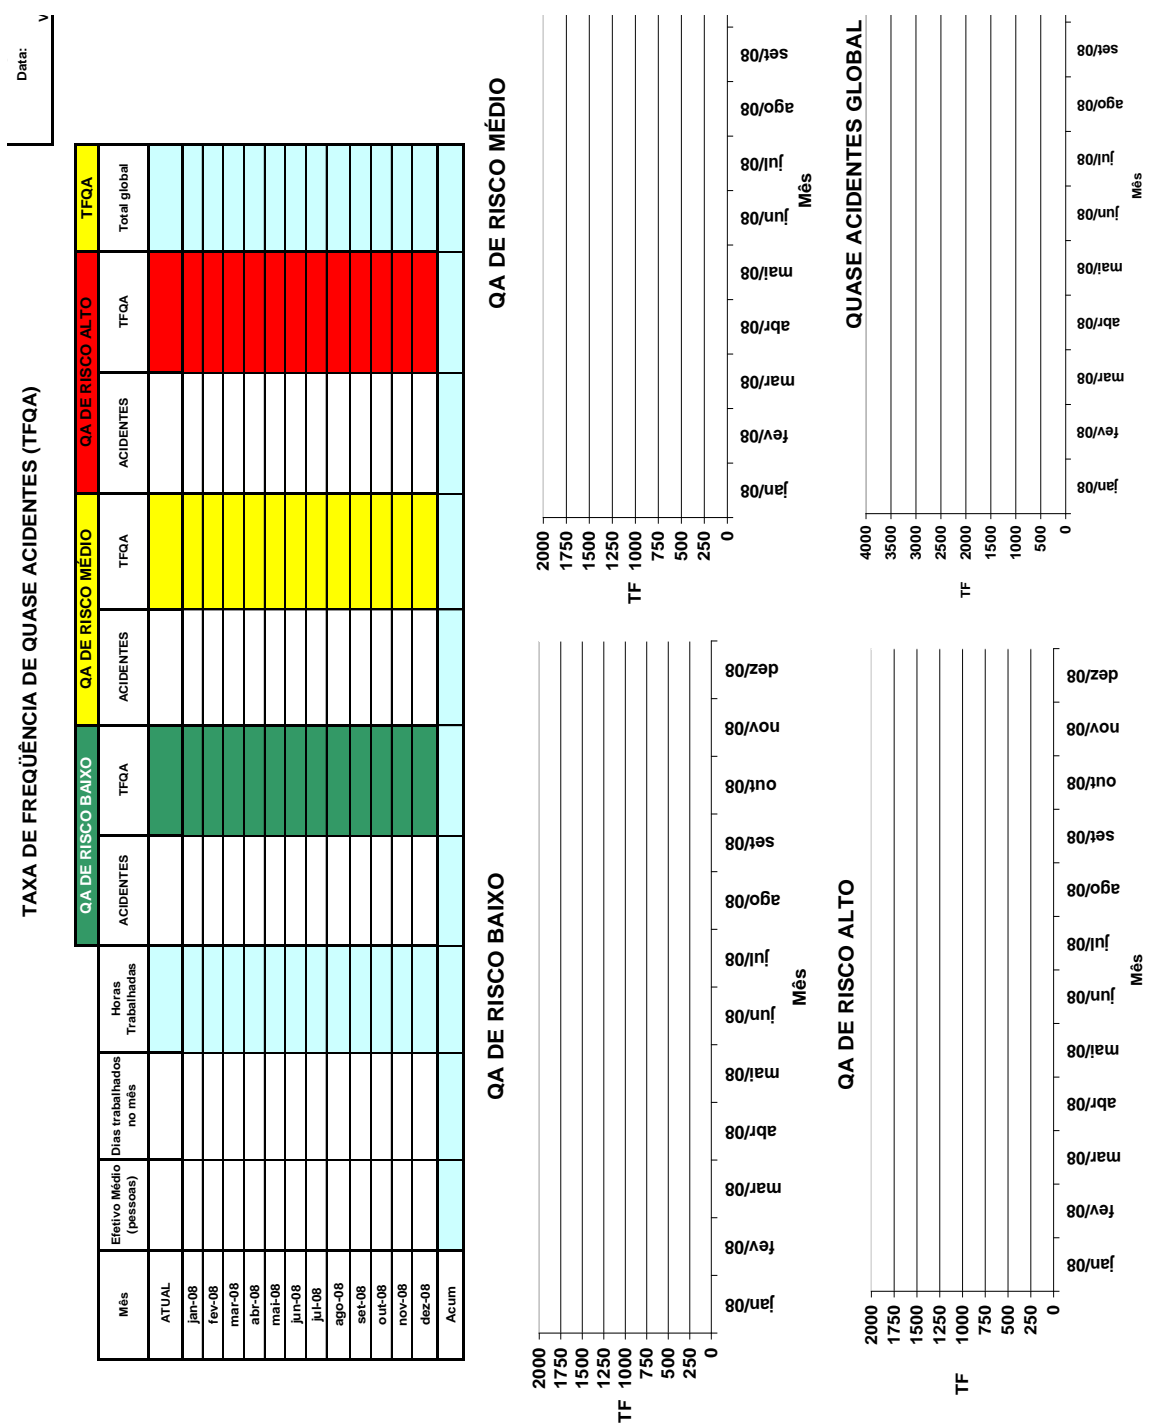 Data:
TAXA DE FREQÜÊNCIA DE QUASE ACIDENTES (TFQA)
QA DE RISCO BAIXO QA DE RISCO MÉDIO QA DE RISCO ALTO TFQA
Mês Efetivo Médio (pessoas) Dias trabalhados no mês Horas Trabalhadas ACIDENTES TFQA ACIDENTES TFQA ACIDENTES TFQA Total global
ATUAL
jan-08
fev-08
mar-08
abr-08
mai-08
jun-08
jul-08
ago-08
set-08
out-08
nov-08
dez-08
Acum
QA DE RISCO BAIXO
TF
2000
1750
1500
1250
1000
750
500
250
0
jan/08 fev/08 mar/08 abr/08 mai/08 jun/08 jul/08 ago/08 set/08 out/08 nov/08 dez/08
Mês
QA DE RISCO MÉDIO
TF
2000
1750
1500
1250
1000
750
500
250
0
jan/08 fev/08 mar/08 abr/08 mai/08 jun/08 jul/08 ago/08 set/08
Mês
QA DE RISCO ALTO
TF
2000
1750
1500
1250
1000
750
500
250
0
jan/08 fev/08 mar/08 abr/08 mai/08 jun/08 jul/08 ago/08 set/08 out/08 nov/08 dez/08
Mês
QUASE ACIDENTES GLOBAL
TF
4000
3500
3000
2500
2000
1500
1000
500
0
jan/08 fev/08 mar/08 abr/08 mai/08 jun/08 jul/08 ago/08 set/08
Mês